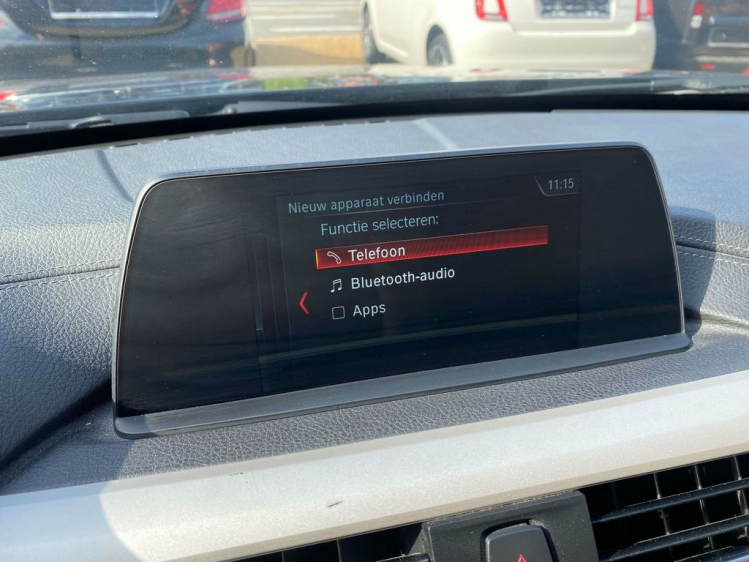 11:15
Nieuw apparaat verbinden
Functie selecteren:
Telefoon
Bluetooth-audio
Apps